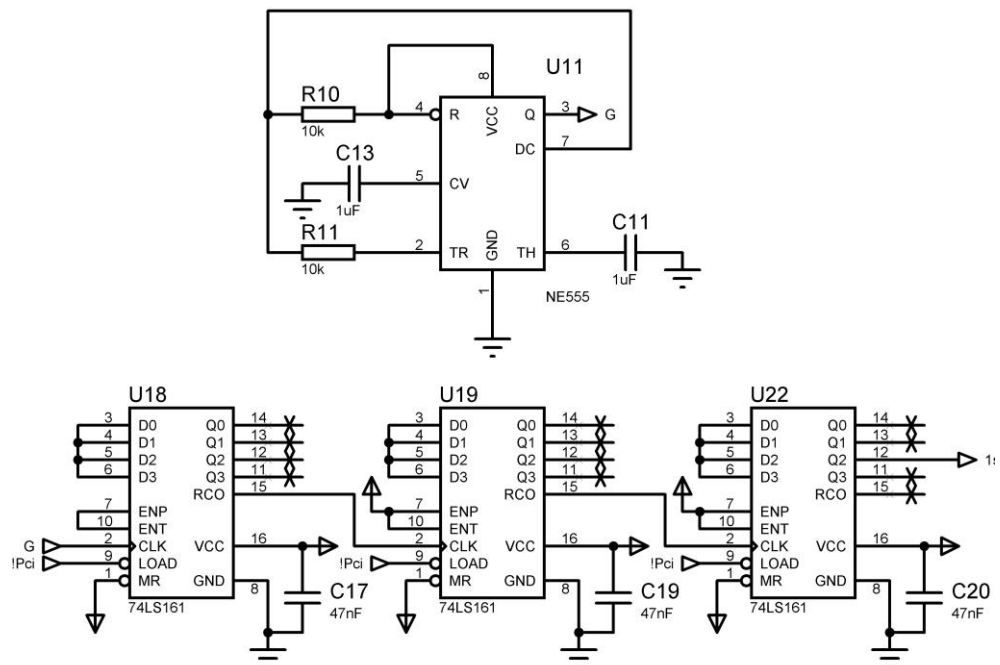 U11
R10
10k
8
4 R VCC Q 3 G
DC 7
C13
5 CV
1uF
R11
10k
2 TR GND TH 6
C11
1uF
1
NE555
U18
3 D0 Q0 14
4 D1 Q1 13
5 D2 Q2 12
6 D3 Q3 11
RCO 15
7 ENP
10 ENT
G 2 CLK VCC 16
!Pci 9 LOAD
1 MR GND 8
74LS161
C17
47nF
U19
3 D0 Q0 14
4 D1 Q1 13
5 D2 Q2 12
6 D3 Q3 11
RCO 15
7 ENP
10 ENT
2 CLK VCC 16
!Pci 9 LOAD
1 MR GND 8
74LS161
C19
47nF
U22
3 D0 Q0 14
4 D1 Q1 13
5 D2 Q2 12 1s
6 D3 Q3 11
RCO 15
7 ENP
10 ENT
2 CLK VCC 16
!Pci 9 LOAD
1 MR GND 8
74LS161
C20
47nF